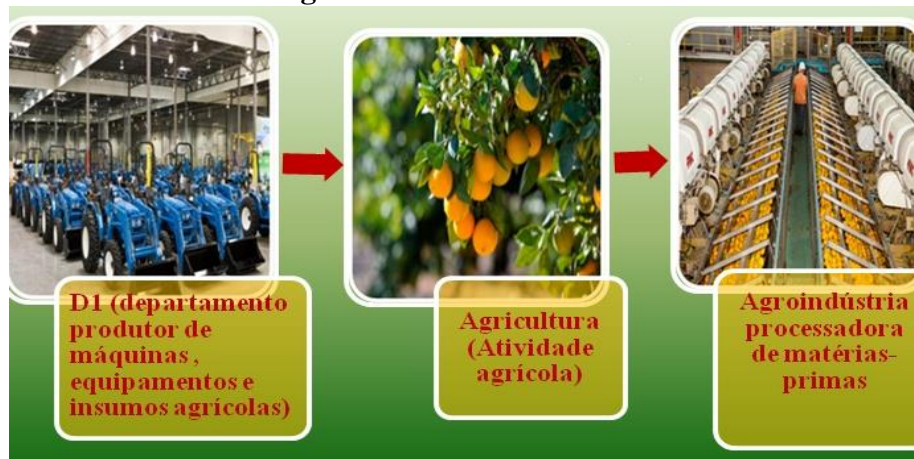 D1 (departamento
produtor de
máquinas ,
equipamentos e
insumos agrícolas)
Agricultura
(Atividade
agrícola)
Agroindústria
processadora
de matérias-
primas